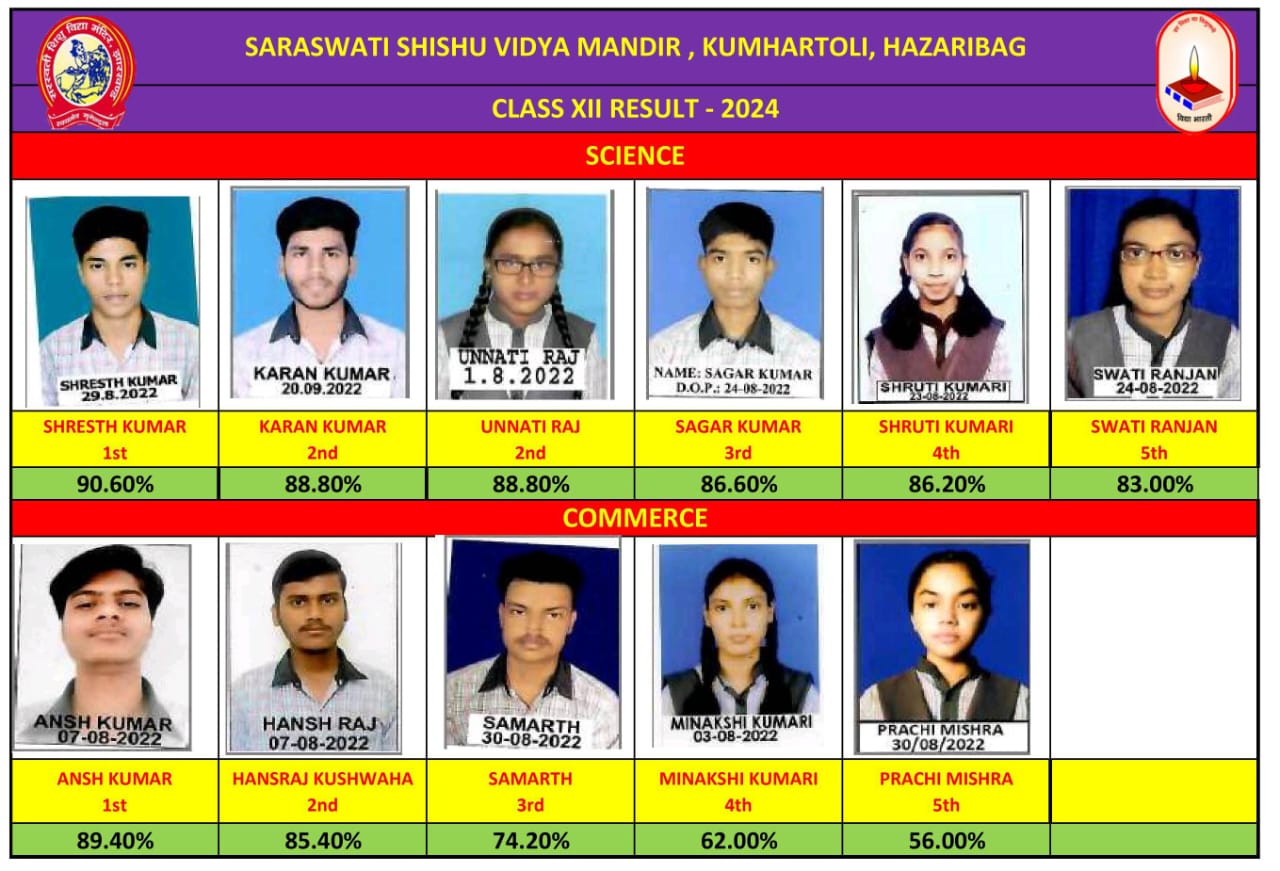 सरस्वती शिशु विद्या मंदिर, झारखण्ड
SARASWATI SHISHU VIDYA MANDIR , KUMHARTOLI, HAZARIBAG
CLASS XII RESULT - 2024
विद्या भारती
SCIENCE
SHRESTH KUMAR
29.8.2022
KARAN KUMAR
20.09.2022
UNNATI RAJ
1.8.2022
NAME: SAGAR KUMAR
D.O.P.: 24-08-2022
SHRUTI KUMARI
23-08-2022
SWATI RANJAN
24-08-2022
SHRESTH KUMAR KARAN KUMAR UNNATI RAJ SAGAR KUMAR SHRUTI KUMARI SWATI RANJAN
1st 2nd 2nd 3rd 4th 5th
90.60% 88.80% 88.80% 86.60% 86.20% 83.00%
COMMERCE
ANSH KUMAR
07-08-2022
HANSH RAJ
07-08-2022
SAMARTH
30-08-2022
MINAKSHI KUMARI
03-08-2022
PRACHI MISHRA
30/08/2022
ANSH KUMAR HANSRAJ KUSHWAHA SAMARTH MINAKSHI KUMARI PRACHI MISHRA
1st 2nd 3rd 4th 5th
89.40% 85.40% 74.20% 62.00% 56.00%